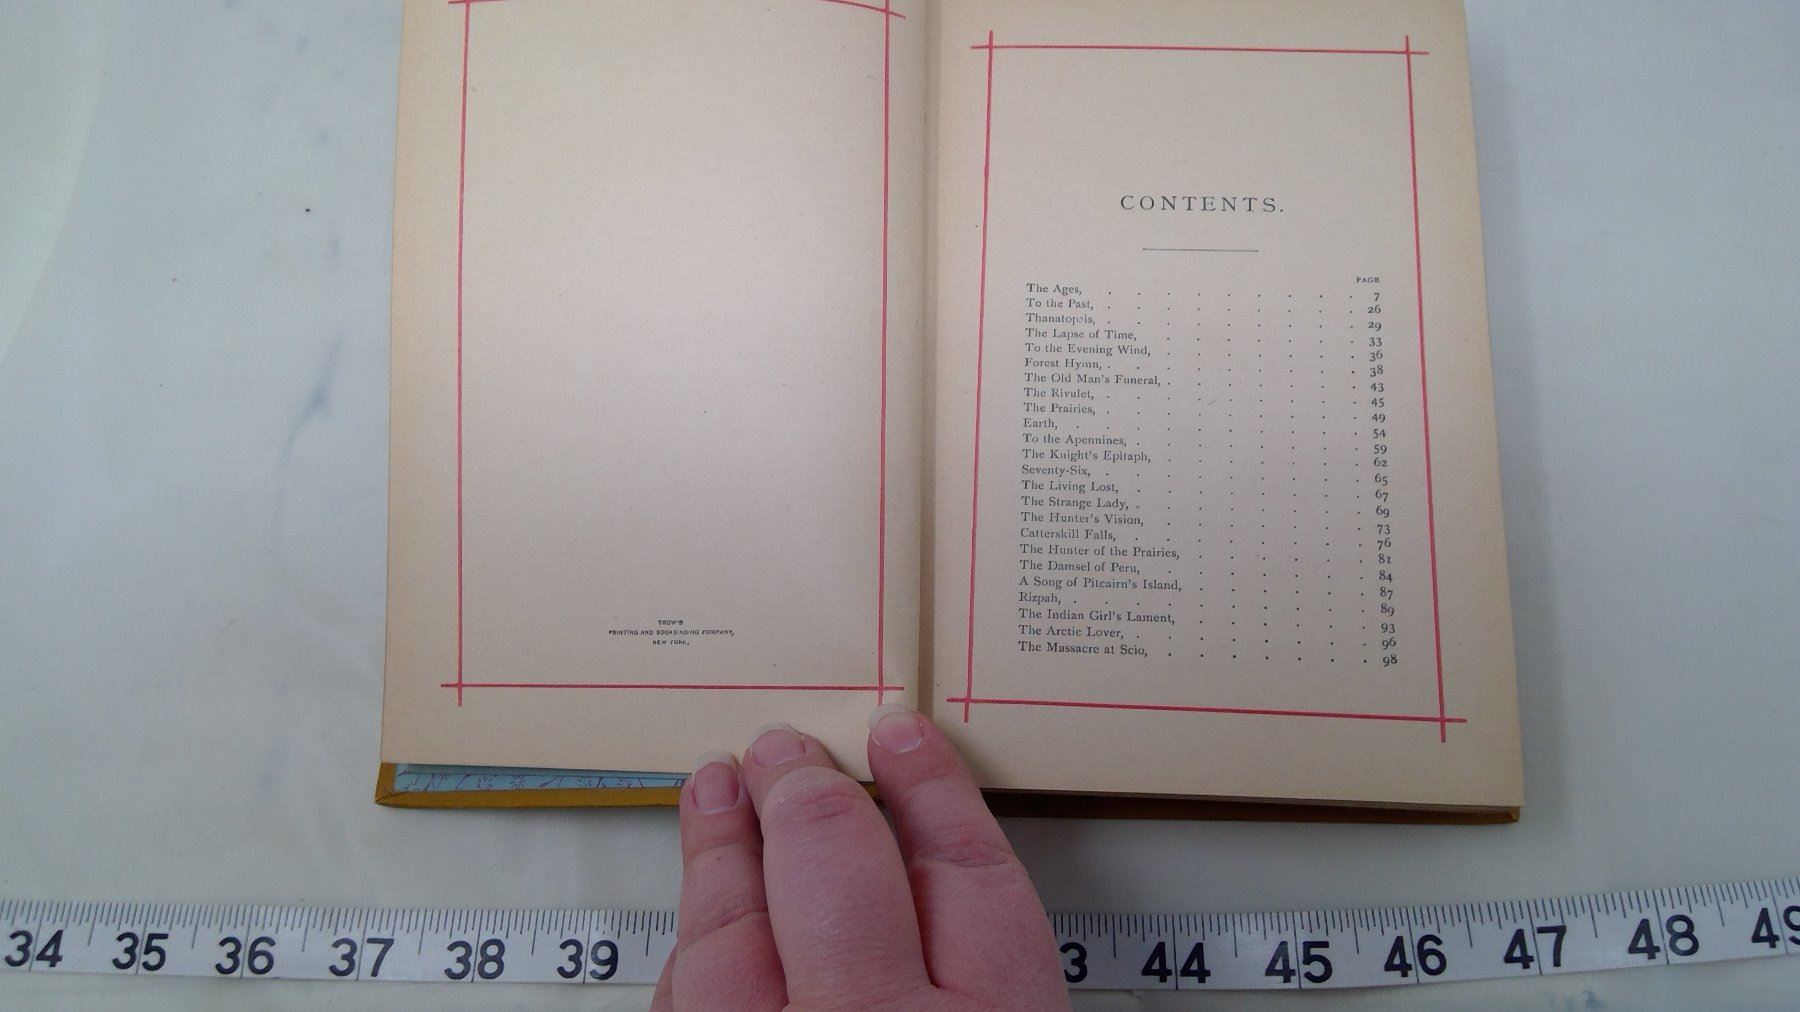 TROW'S
PRINTING AND BOOKBINDING COMPANY,
NEW YORK.
CONTENTS.
PAGE
The Ages, . . . . . . . . . 7
To the Past, . . . . . . . . . 26
Thanatopsis, . . . . . . . . . 29
The Lapse of Time, . . . . . . . 33
To the Evening Wind, . . . . . . . 36
Forest Hymn, . . . . . . . . . 38
The Old Man's Funeral, . . . . . . . 43
The Rivulet, . . . . . . . . . 45
The Prairies, . . . . . . . . . 49
Earth, . . . . . . . . . . 54
To the Apennines, . . . . . . . . 59
The Knight's Epitaph, . . . . . . . 62
Seventy-Six, . . . . . . . . . 65
The Living Lost, . . . . . . . . 67
The Strange Lady, . . . . . . . . 69
The Hunter's Vision, . . . . . . . 73
Catterskill Falls, . . . . . . . . 76
The Hunter of the Prairies, . . . . . . 81
The Damsel of Peru, . . . . . . . 84
A Song of Pitcairn's Island, . . . . . . 87
Rizpah, . . . . . . . . . . 89
The Indian Girl's Lament, . . . . . . 93
The Arctic Lover, . . . . . . . . 96
The Massacre at Scio, . . . . . . . 98
34 35 36 37 38 39 3 44 45 46 47 48 49